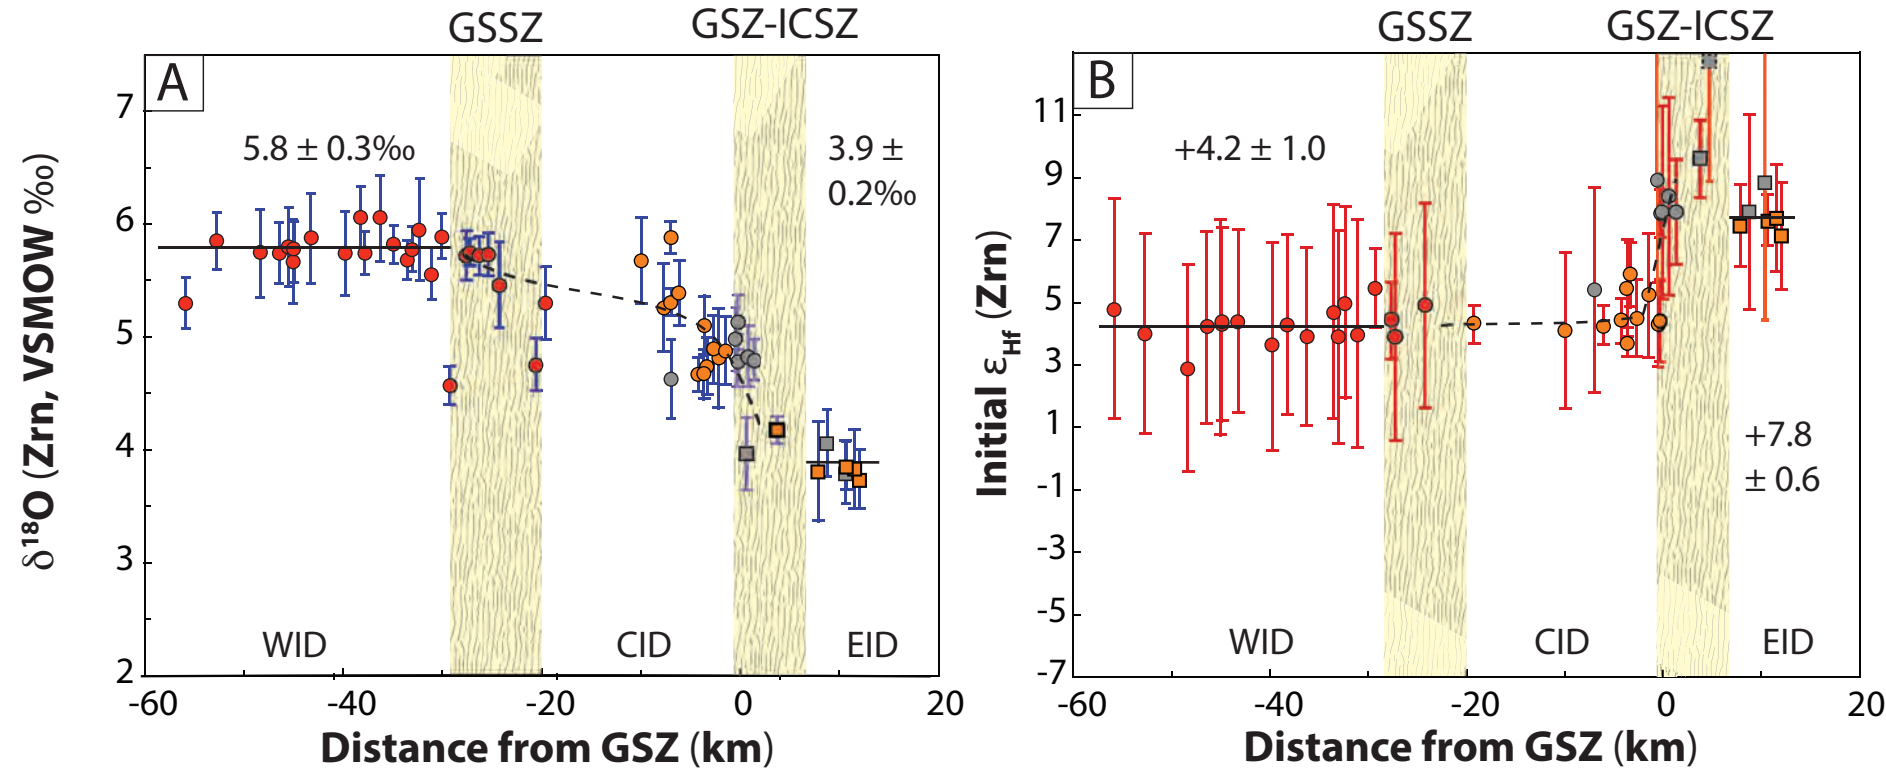 GSSZ
GSZ-ICSZ
A
7
6
5
4
3
2
δ¹⁸O (Zrn, VSMOW ‰)
5.8 ± 0.3‰
3.9 ±
0.2‰
WID
CID
EID
-60
-40
-20
0
20
Distance from GSZ (km)
GSSZ
GSZ-ICSZ
B
11
9
7
5
3
1
-1
-3
-5
-7
Initial εHf (Zrn)
+4.2 ± 1.0
+7.8
± 0.6
WID
CID
EID
-60
-40
-20
0
20
Distance from GSZ (km)